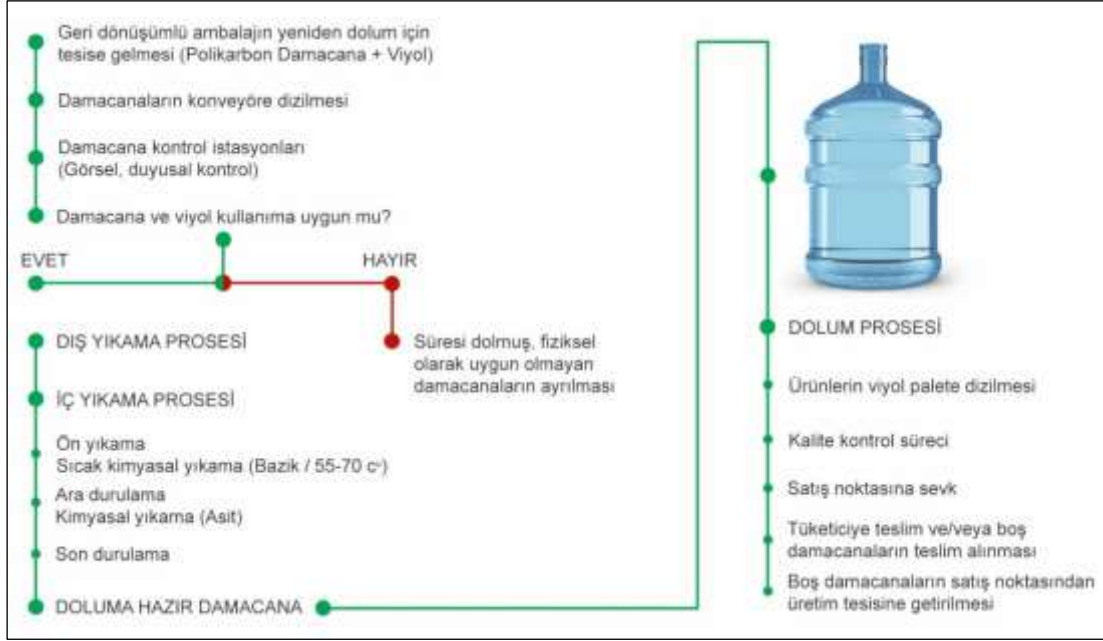 Geri dönüşümlü ambalajın yeniden dolum için
tesise gelmesi (Polikarbon Damacana + Viyol)
Damacanaların konveyöre dizilmesi
Damacana kontrol istasyonları
(Görsel, duyusal kontrol)
Damacana ve viyol kullanıma uygun mu?
EVET
HAYIR
Süresi dolmuş, fiziksel
olarak uygun olmayan
damacanaların ayrılması
DIŞ YIKAMA PROSESİ
İÇ YIKAMA PROSESİ
Ön yıkama
Sıcak kimyasal yıkama (Bazik / 55-70 cº)
Ara durulama
Kimyasal yıkama (Asit)
Son durulama
DOLUMA HAZIR DAMACANA
DOLUM PROSESİ
Ürünlerin viyol palete dizilmesi
Kalite kontrol süreci
Satış noktasına sevk
Tüketiciye teslim ve/veya boş
damacanaların teslim alınması
Boş damacanaların satış noktasından
üretim tesisine getirilmesi